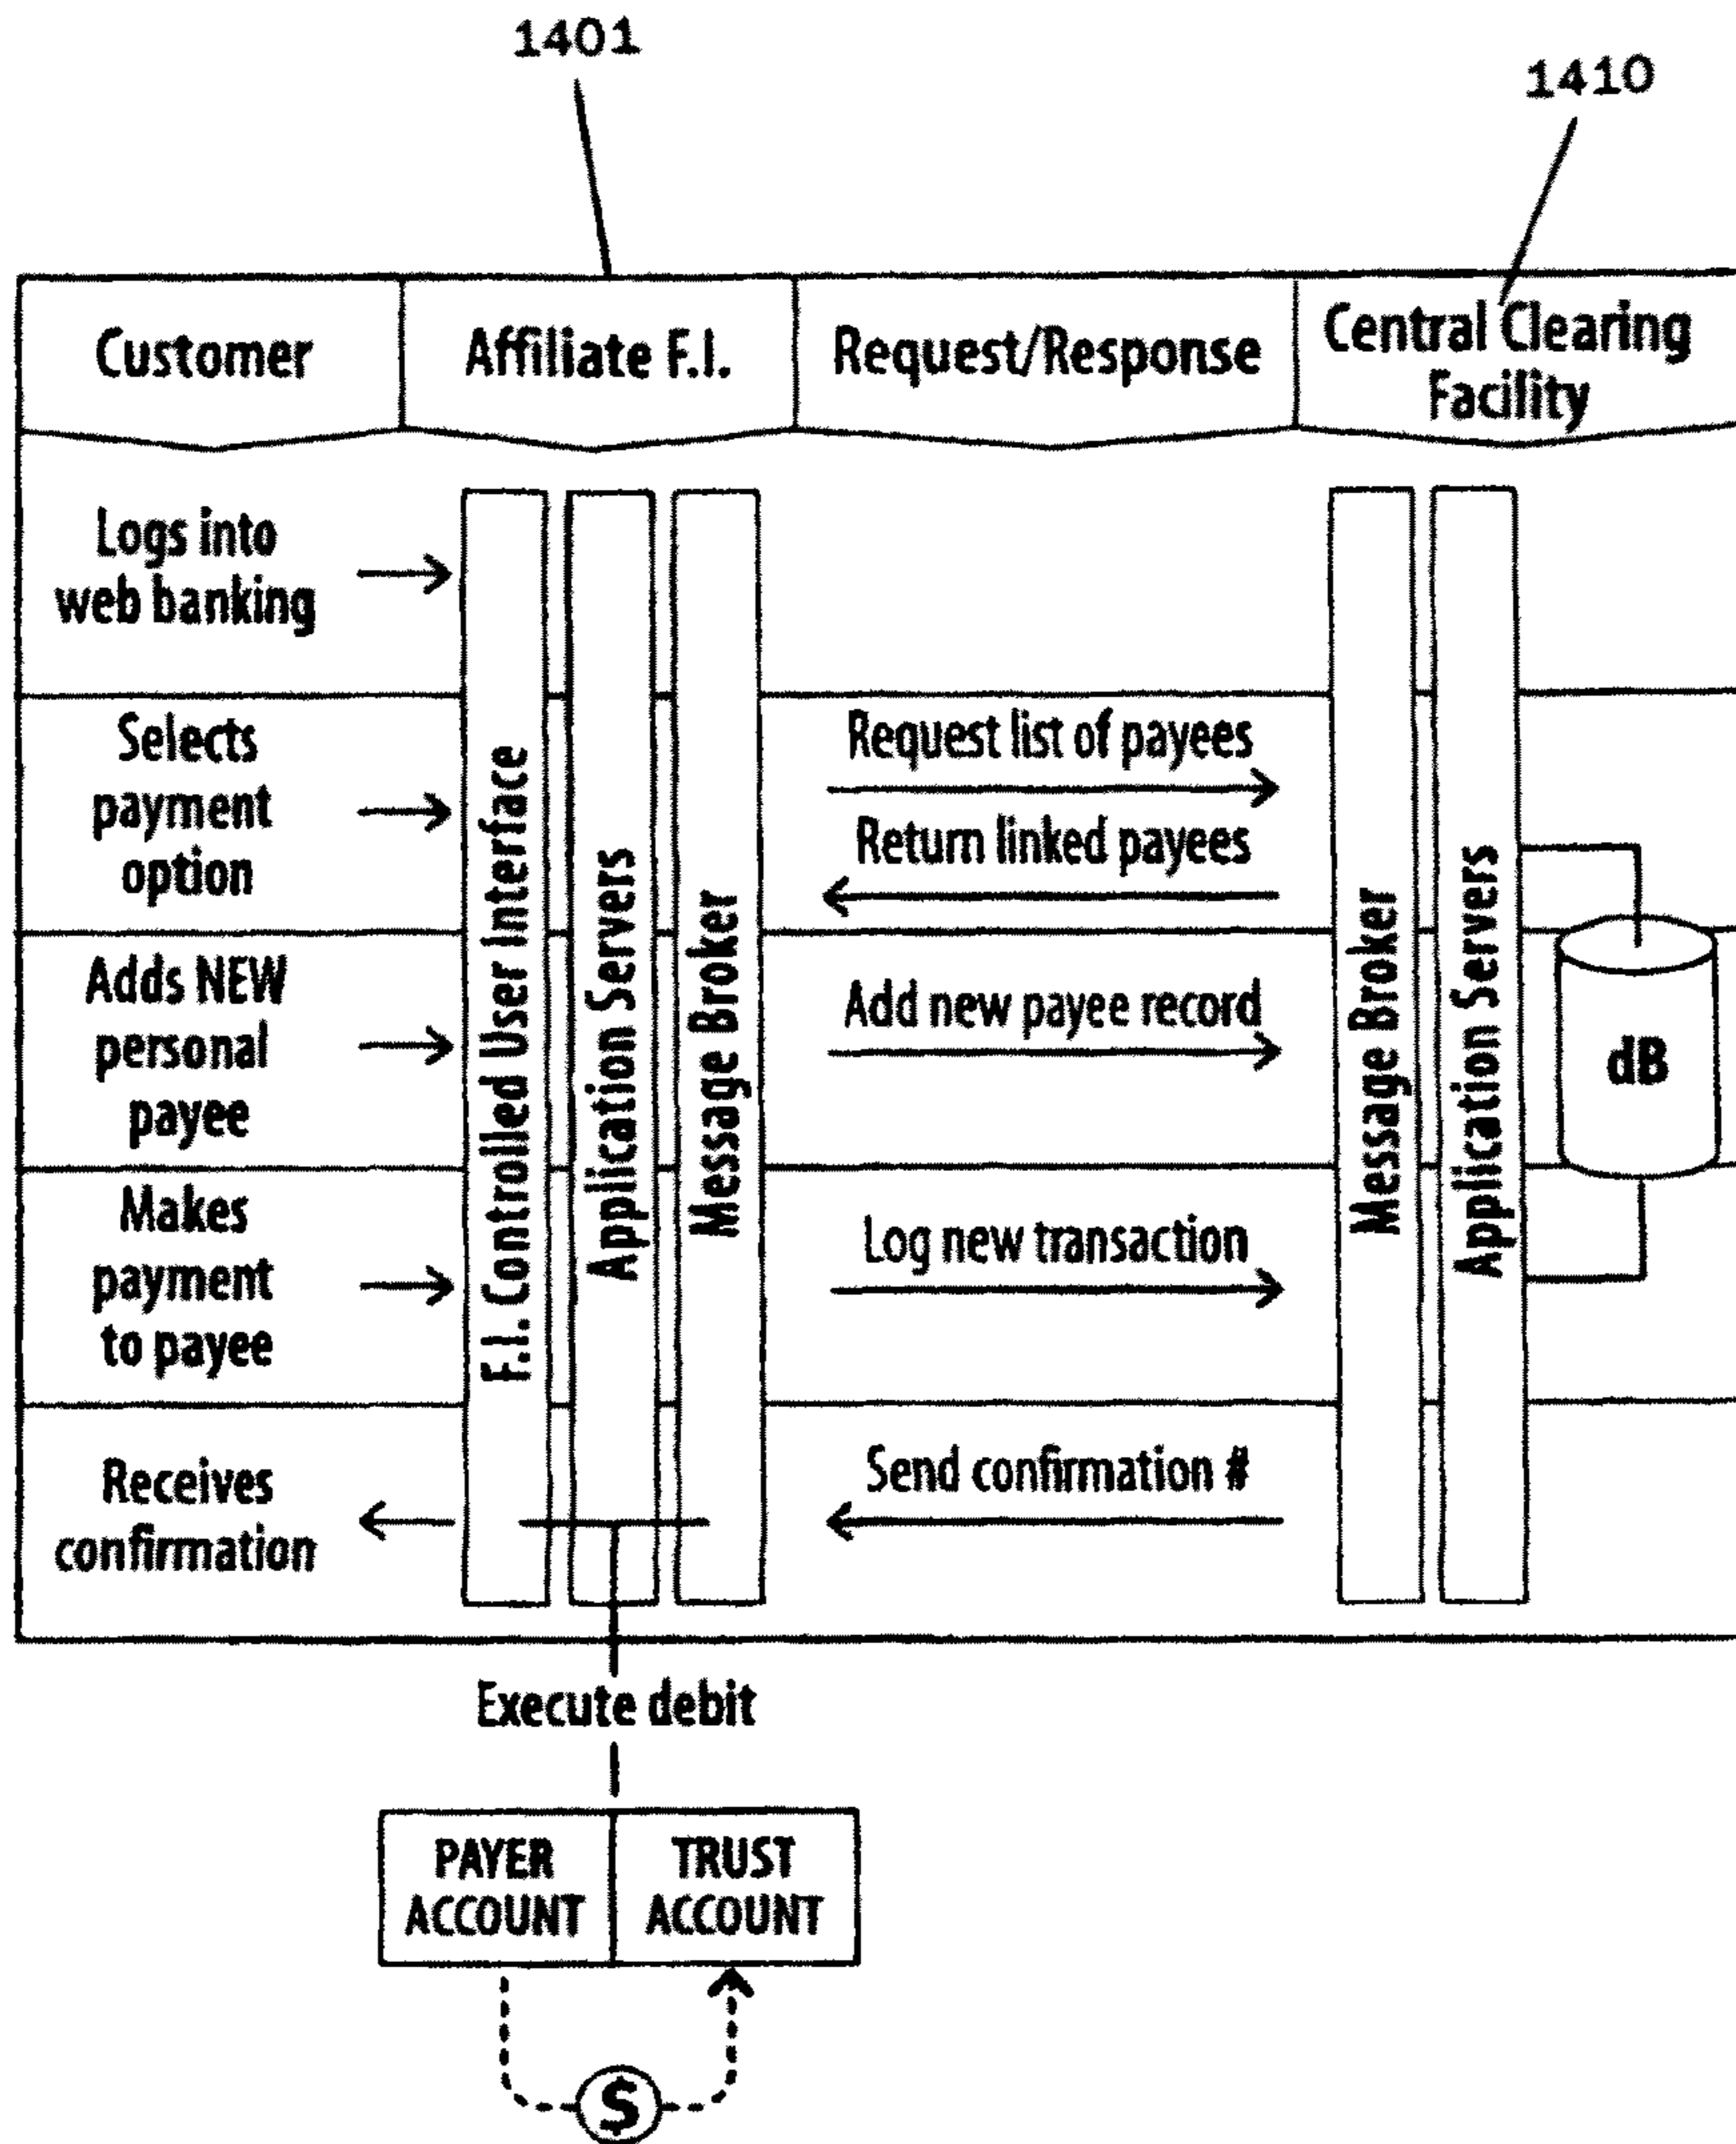 1401
1410
Customer
Affiliate F.I.
Request/Response
Central Clearing
Facility
Logs into
web banking
Selects
payment
option
Request list of payees
Return linked payees
Adds NEW
personal
payee
Add new payee record
Makes
payment
to payee
Log new transaction
Receives
confirmation
Send confirmation #
F.I. Controlled User Interface
Application Servers
Message Broker
Message Broker
Application Servers
dB
Execute debit
PAYER
ACCOUNT
TRUST
ACCOUNT
$